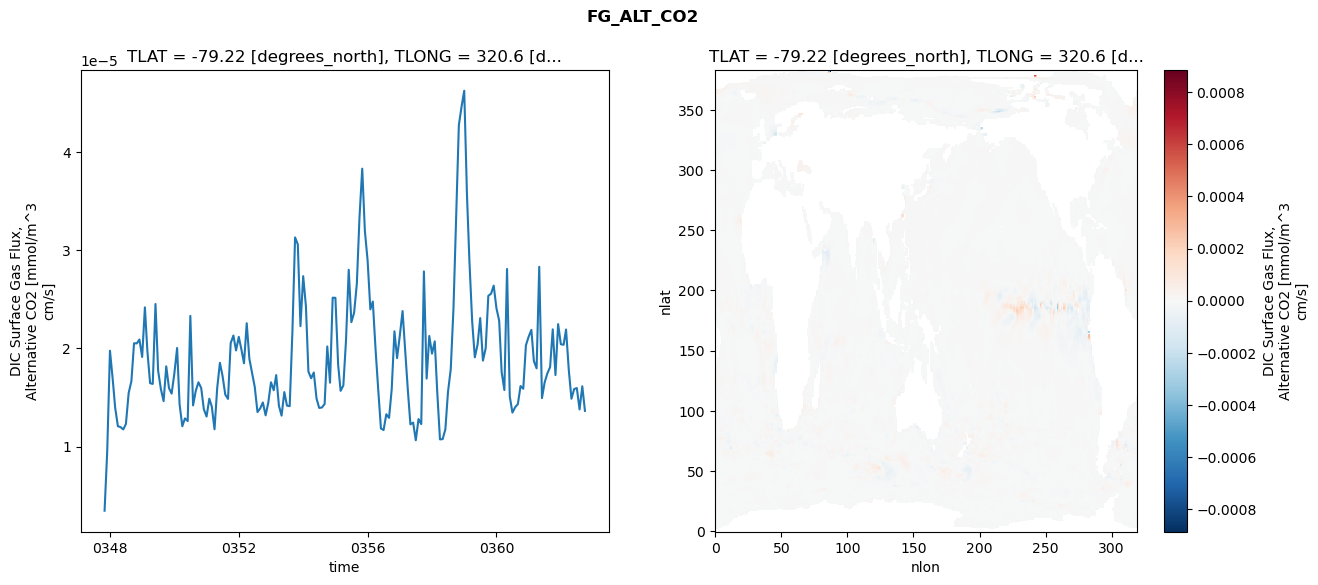 FG_ALT_CO2
TLAT = -79.22 [degrees_north], TLONG = 320.6 [d...
1e−5
4
3
2
1
DIC Surface Gas Flux,
Alternative CO2 [mmol/m^3
cm/s]
0348
0352
0356
0360
time
TLAT = -79.22 [degrees_north], TLONG = 320.6 [d...
350
300
250
200
150
100
50
0
nlat
0
50
100
150
200
250
300
nlon
0.0008
0.0006
0.0004
0.0002
0.0000
−0.0002
−0.0004
−0.0006
−0.0008
DIC Surface Gas Flux,
Alternative CO2 [mmol/m^3
cm/s]